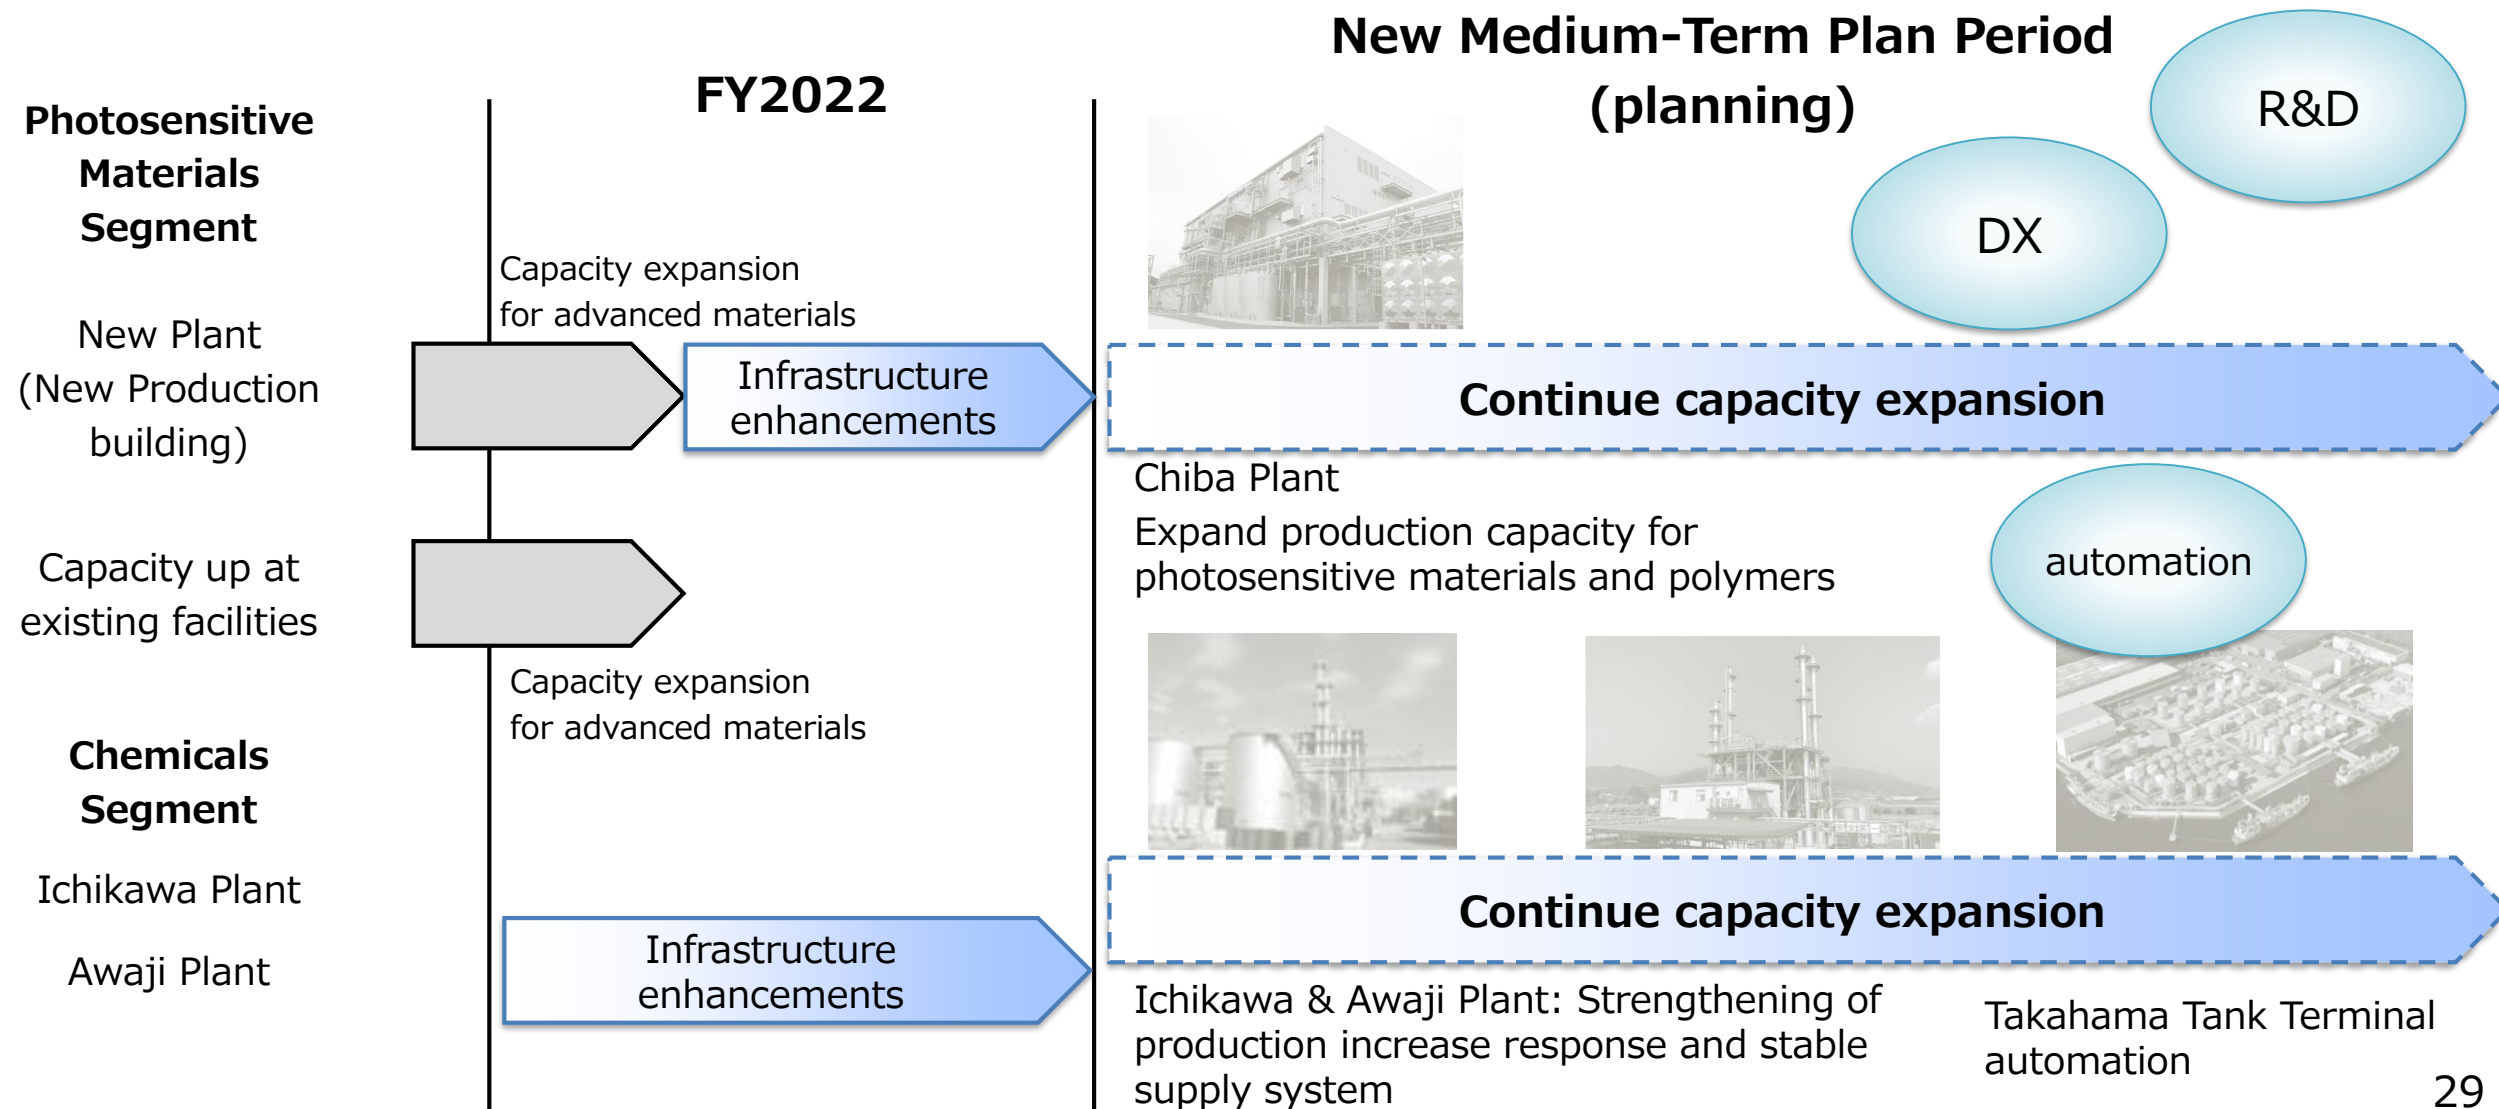 New Medium-Term Plan Period
(planning)
FY2022
R&D
DX
Photosensitive
Materials
Segment
Capacity expansion
for advanced materials
New Plant
(New Production
building)
Infrastructure
enhancements
Continue capacity expansion
Chiba Plant
Expand production capacity for
photosensitive materials and polymers
automation
Capacity up at
existing facilities
Capacity expansion
for advanced materials
Chemicals
Segment
Ichikawa Plant
Awaji Plant
Infrastructure
enhancements
Continue capacity expansion
Ichikawa & Awaji Plant: Strengthening of
production increase response and stable
supply system
Takahama Tank Terminal
automation
29